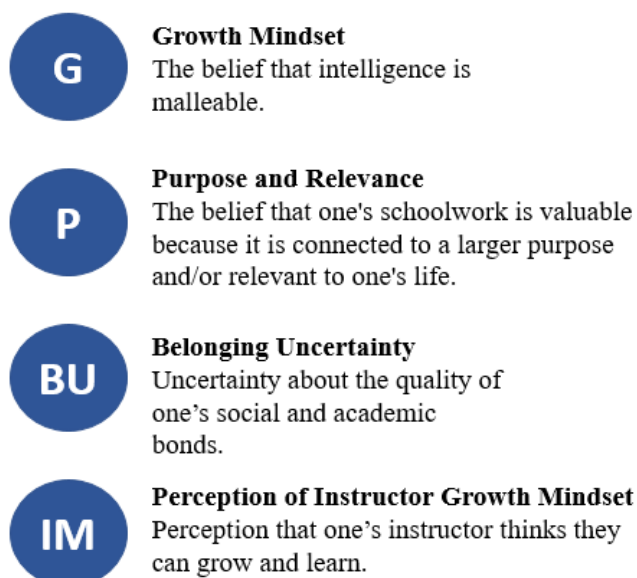 G
Growth Mindset
The belief that intelligence is
malleable.
P
Purpose and Relevance
The belief that one's schoolwork is valuable
because it is connected to a larger purpose
and/or relevant to one's life.
BU
Belonging Uncertainty
Uncertainty about the quality of
one’s social and academic
bonds.
IM
Perception of Instructor Growth Mindset
Perception that one’s instructor thinks they
can grow and learn.